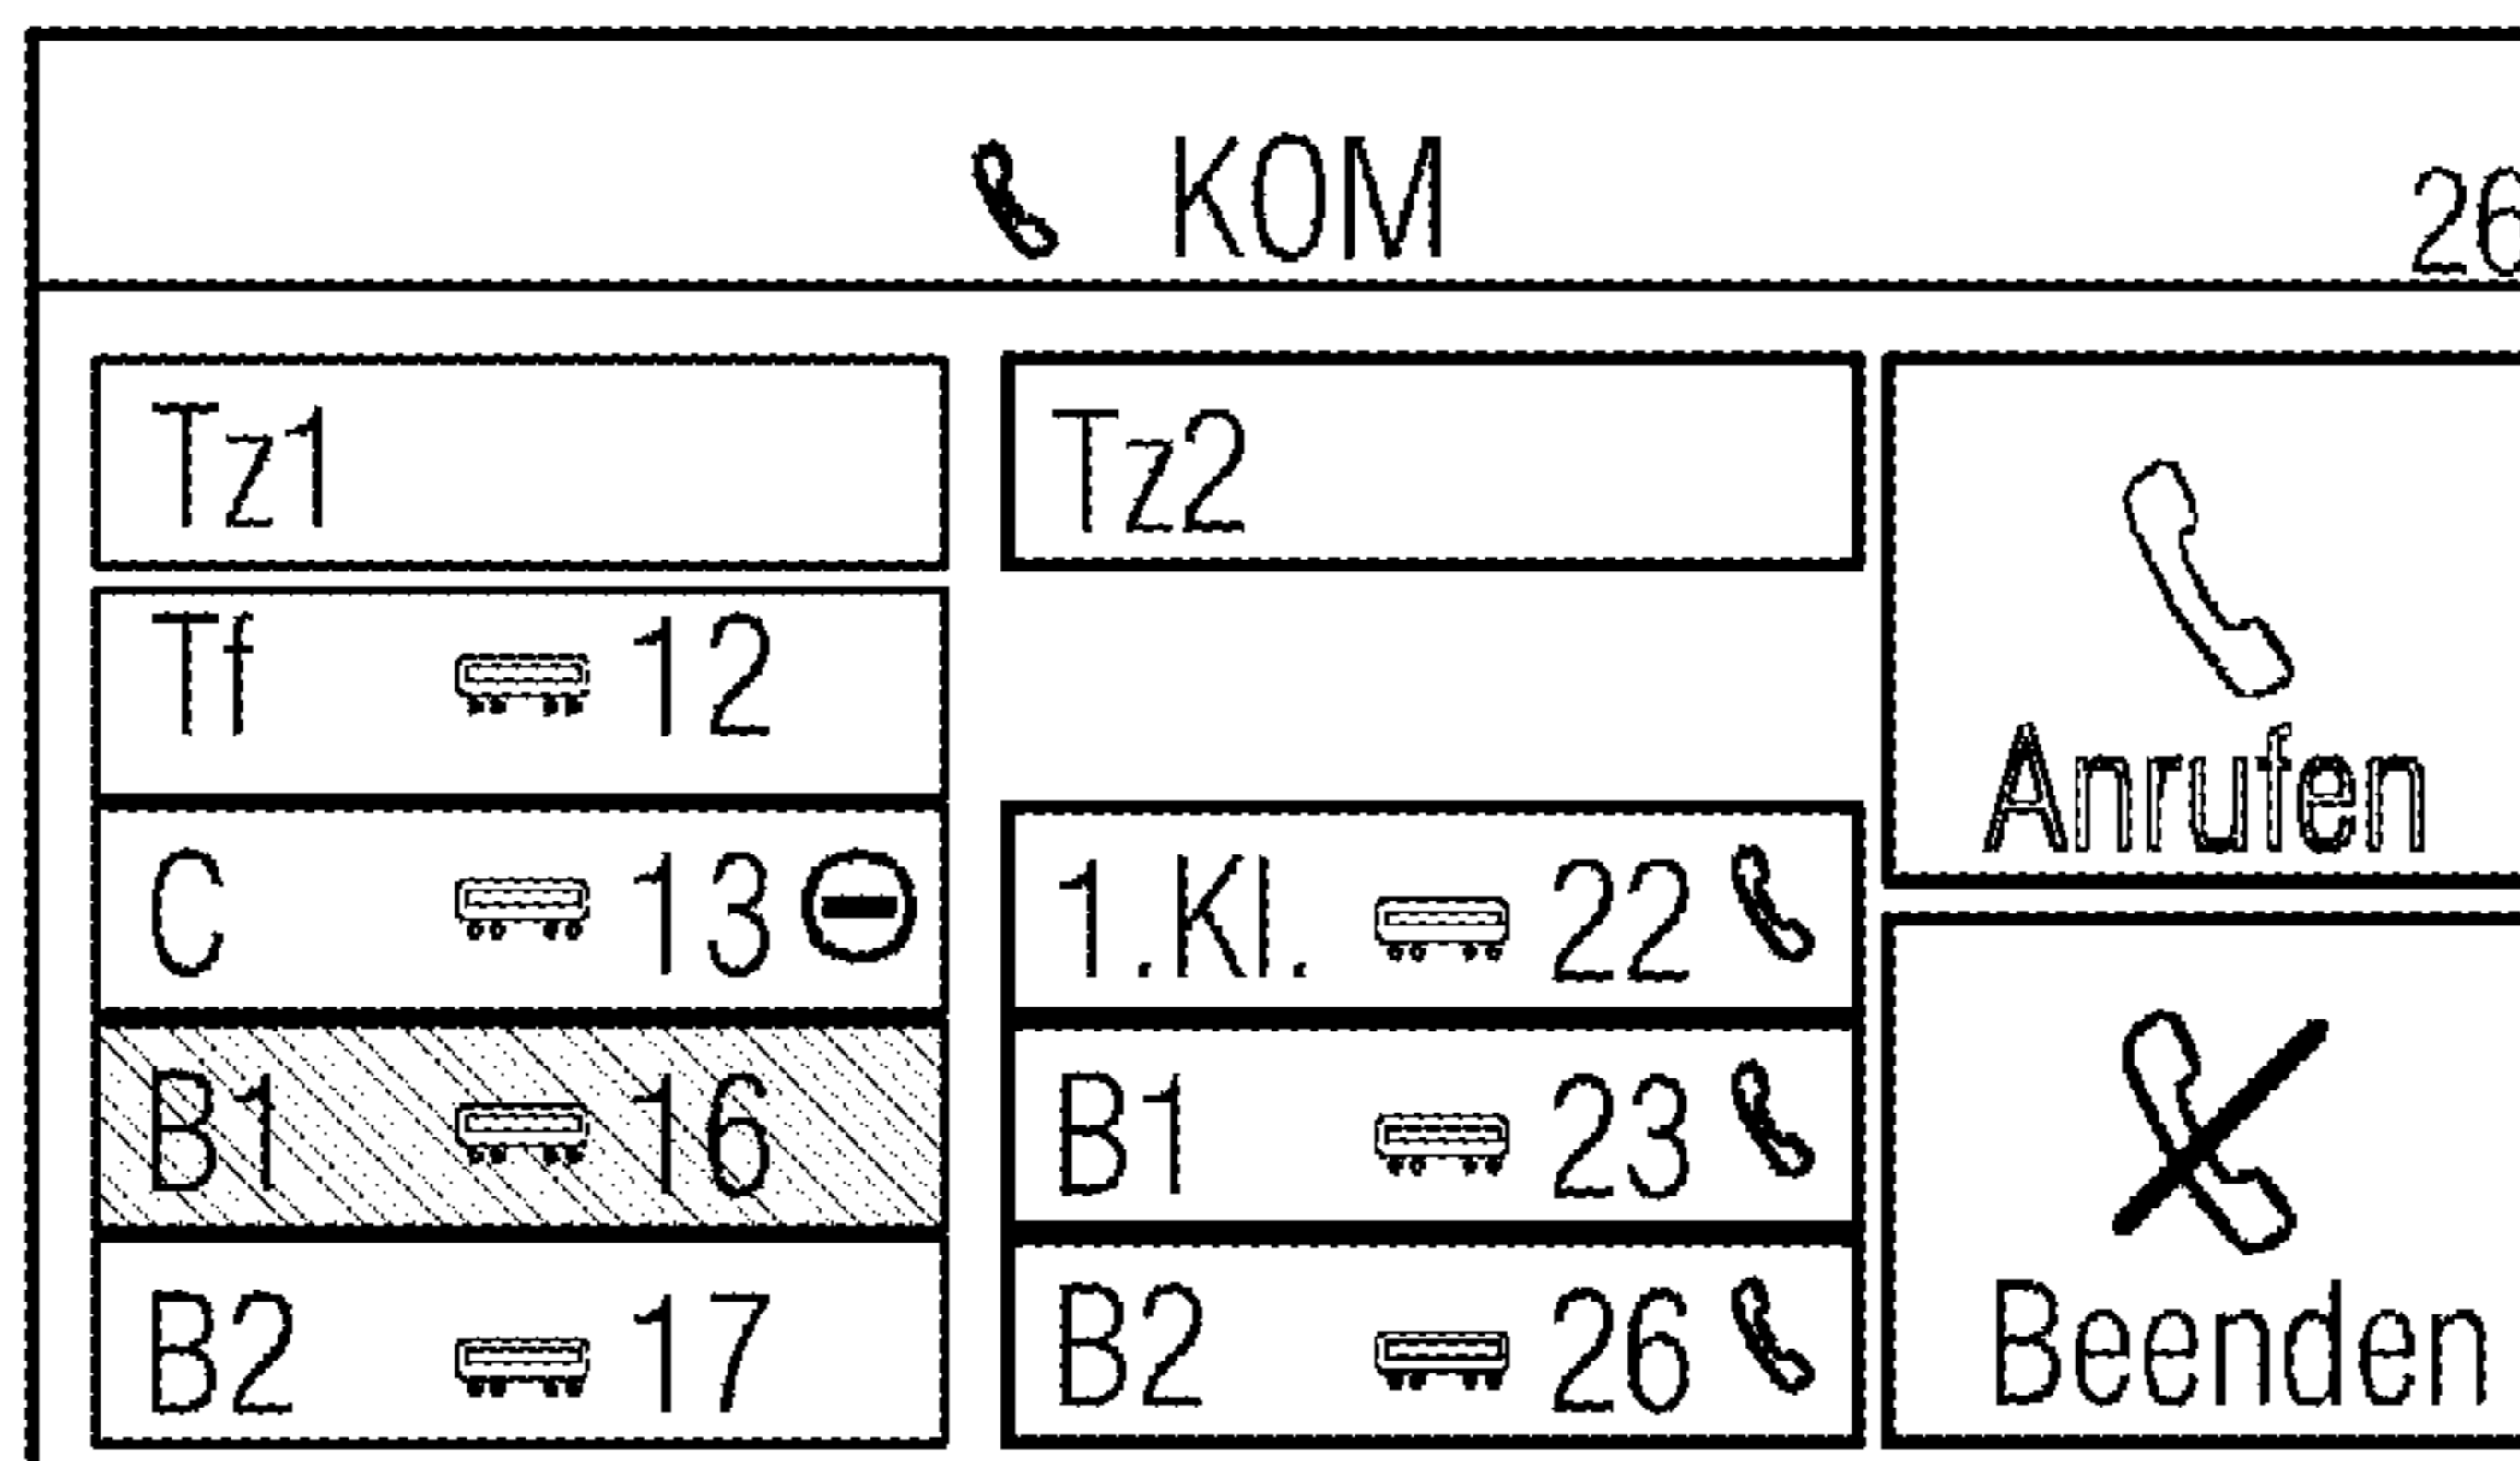 KOM
26
Tz1 Tz2
Tf 12
Anrufen
C 13 1.Kl. 22
B1 16 B1 23
B2 17 B2 26
Beenden